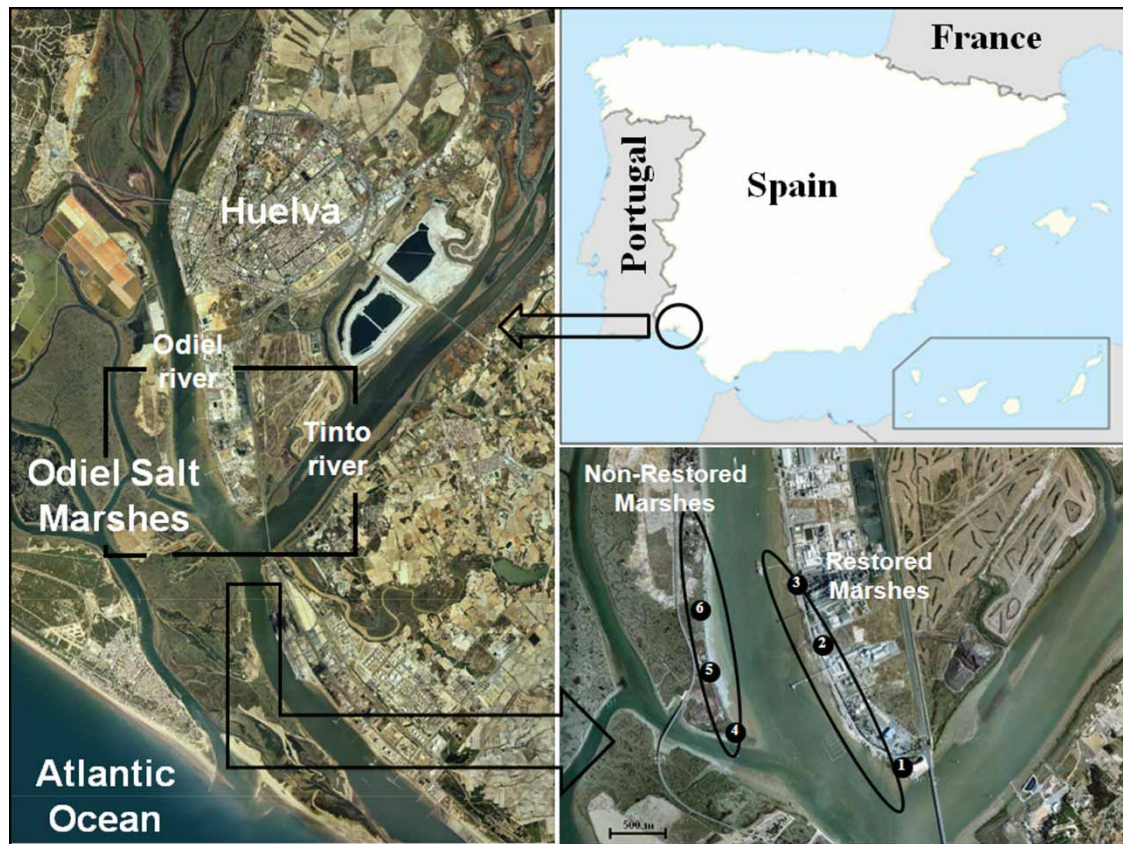 Huelva
Odiel
river
Tinto
river
Odiel Salt
Marshes
Atlantic
Ocean
France
Portugal
Spain
Non-Restored
Marshes
Restored
Marshes
3
6
2
5
4
1
500 m